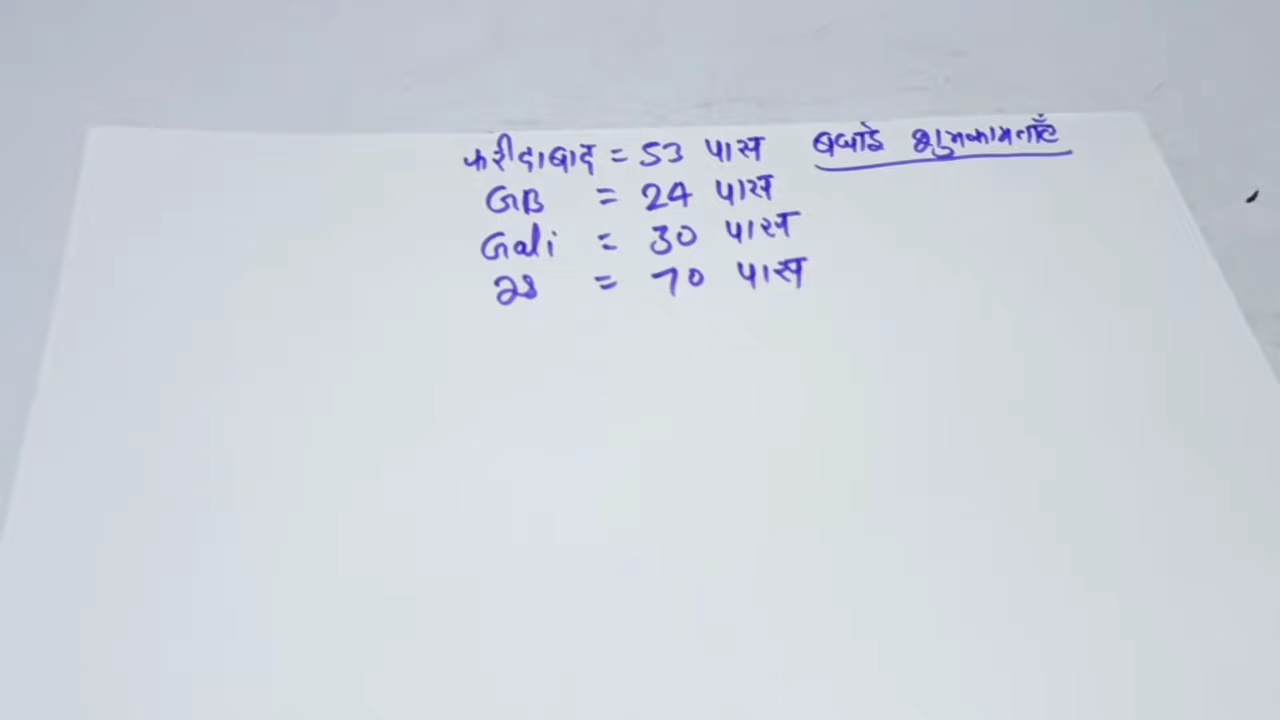 फरीदाबाद = 53 पास बधाई शुभकामनाएँ
GB = 24 पास
Gali = 30 पास
DS = 70 पास